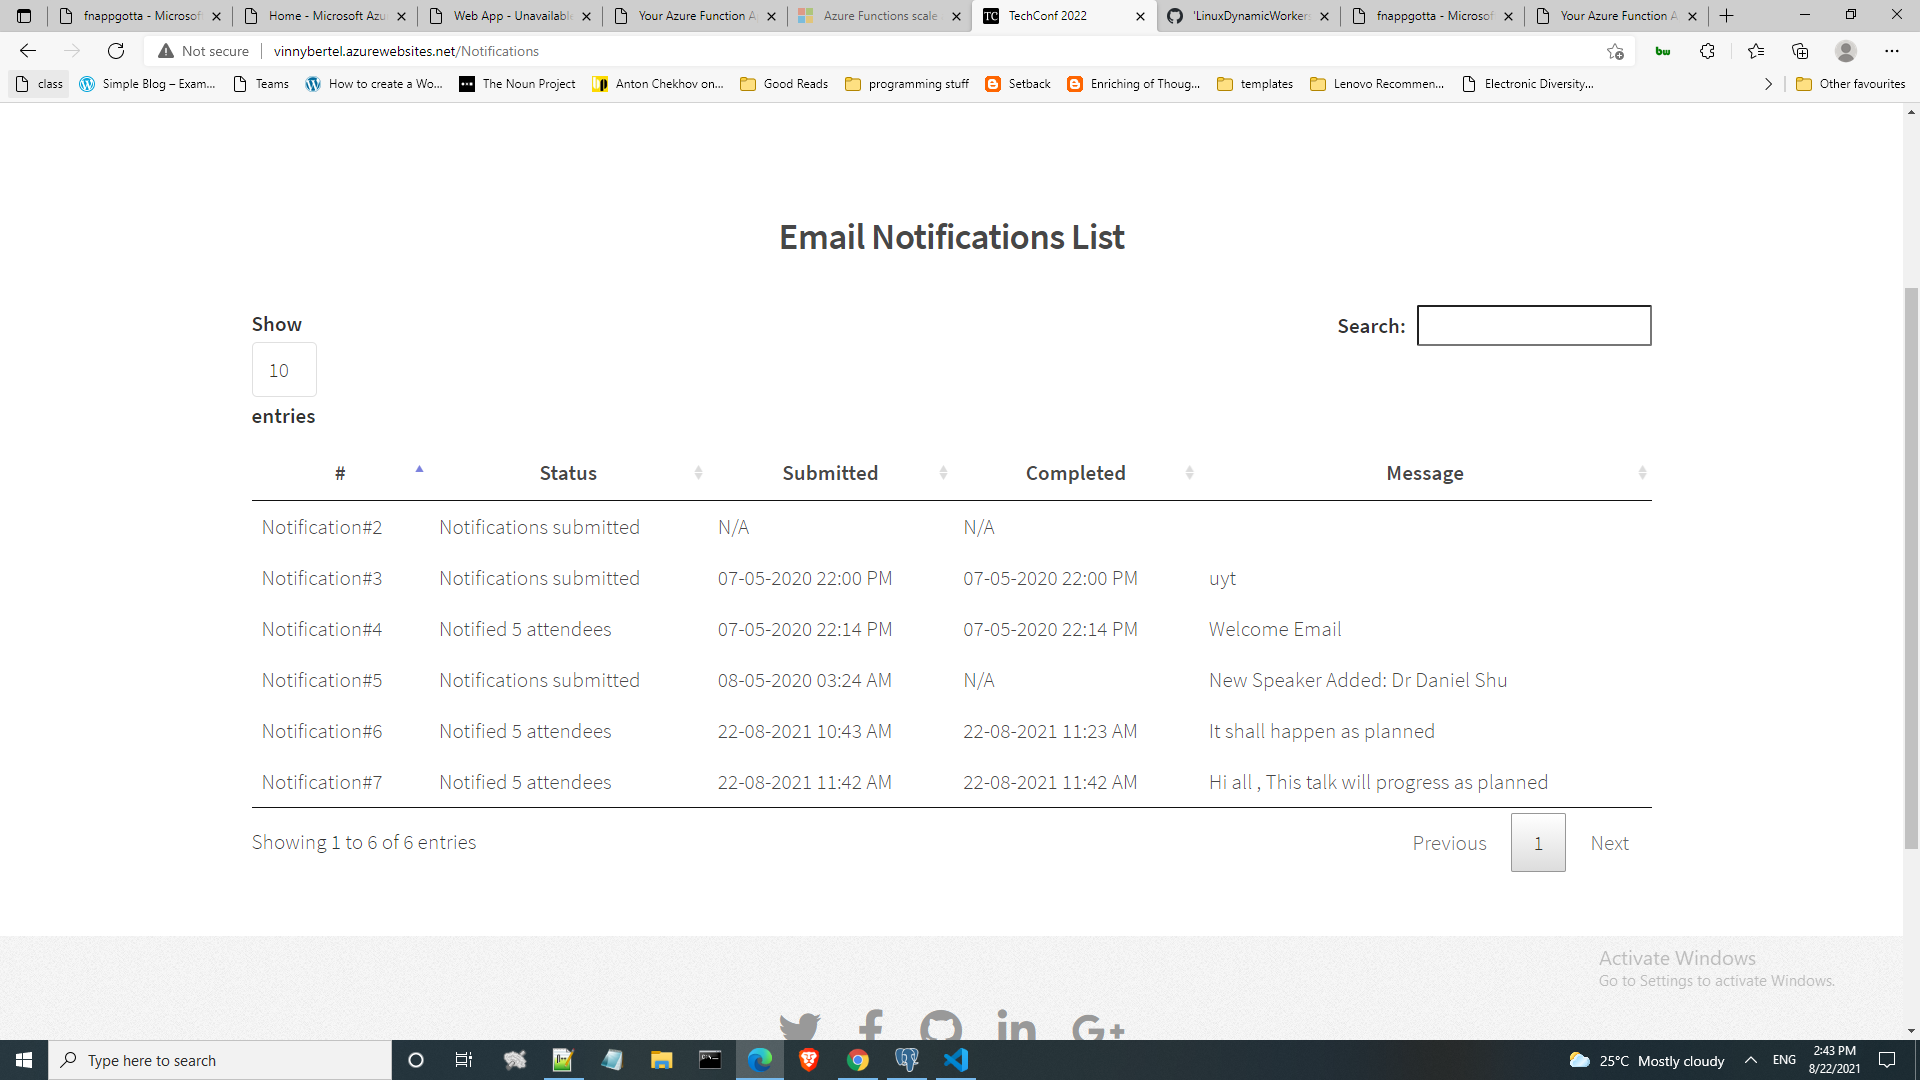 fnappgotta - Microsoft
Home - Microsoft Azu
Web App - Unavailable
Your Azure Function A
Azure Functions scale
TC TechConf 2022
'LinuxDynamicWorker
fnappgotta - Microsof
Your Azure Function A
Not secure vinnybertel.azurewebsites.net/Notifications
class Simple Blog – Exam... Teams How to create a Wo... The Noun Project Anton Chekhov on... Good Reads programming stuff Setback Enriching of Thoug... templates Lenovo Recommen... Electronic Diversity... Other favourites
Email Notifications List
Show
10
entries
Search:
# Status Submitted Completed Message
Notification#2 Notifications submitted N/A N/A
Notification#3 Notifications submitted 07-05-2020 22:00 PM 07-05-2020 22:00 PM uyt
Notification#4 Notified 5 attendees 07-05-2020 22:14 PM 07-05-2020 22:14 PM Welcome Email
Notification#5 Notifications submitted 08-05-2020 03:24 AM N/A New Speaker Added: Dr Daniel Shu
Notification#6 Notified 5 attendees 22-08-2021 10:43 AM 22-08-2021 11:23 AM It shall happen as planned
Notification#7 Notified 5 attendees 22-08-2021 11:42 AM 22-08-2021 11:42 AM Hi all , This talk will progress as planned
Showing 1 to 6 of 6 entries
Previous 1 Next
Activate Windows
Go to Settings to activate Windows.
Type here to search
25°C Mostly cloudy
ENG
2:43 PM
8/22/2021